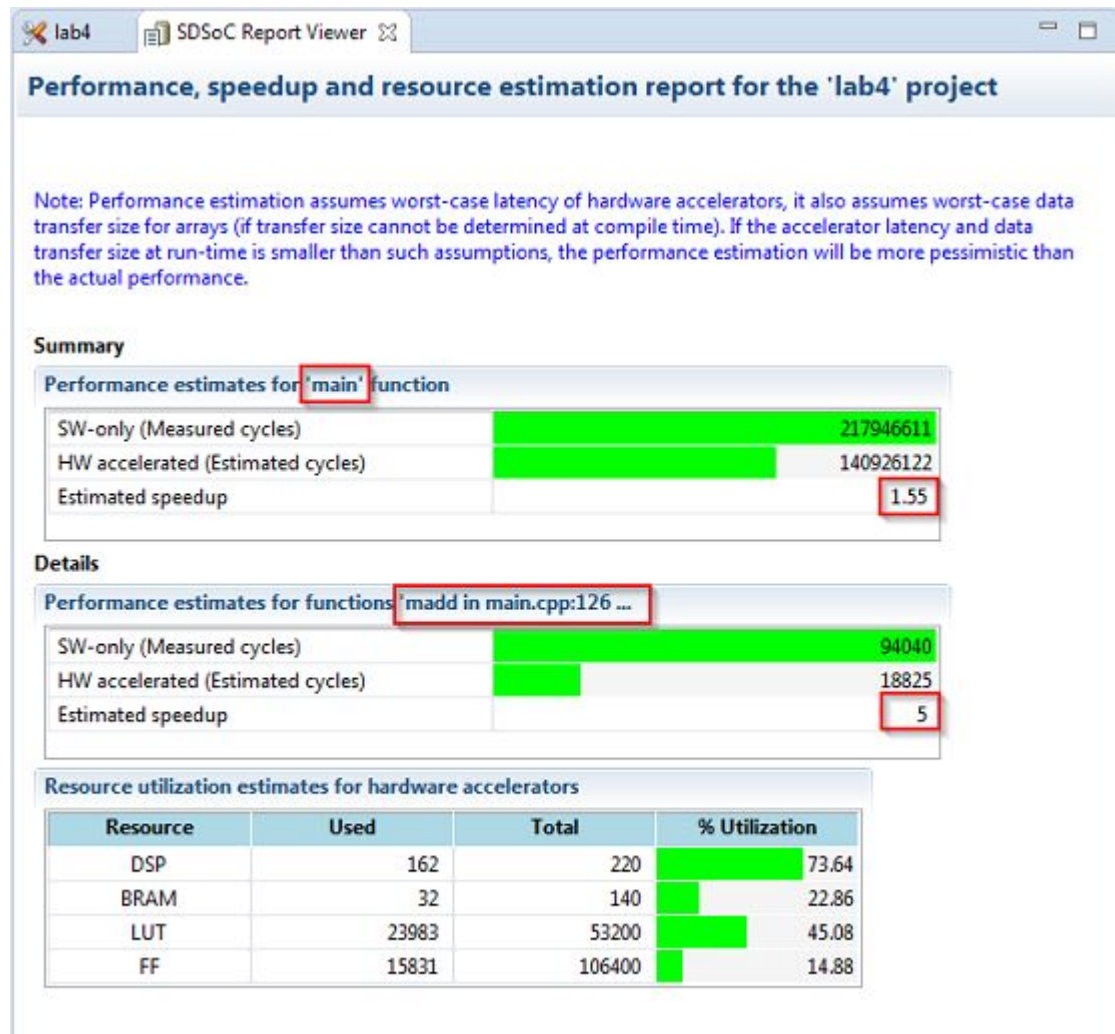 lab4 SDSoC Report Viewer
Performance, speedup and resource estimation report for the 'lab4' project
Note: Performance estimation assumes worst-case latency of hardware accelerators, it also assumes worst-case data
transfer size for arrays (if transfer size cannot be determined at compile time). If the accelerator latency and data
transfer size at run-time is smaller than such assumptions, the performance estimation will be more pessimistic than
the actual performance.
Summary
Performance estimates for 'main' function
SW-only (Measured cycles) 217946611
HW accelerated (Estimated cycles) 140926122
Estimated speedup 1.55
Details
Performance estimates for functions 'madd in main.cpp:126 ...
SW-only (Measured cycles) 94040
HW accelerated (Estimated cycles) 18825
Estimated speedup 5
Resource utilization estimates for hardware accelerators
Resource Used Total % Utilization
DSP 162 220 73.64
BRAM 32 140 22.86
LUT 23983 53200 45.08
FF 15831 106400 14.88